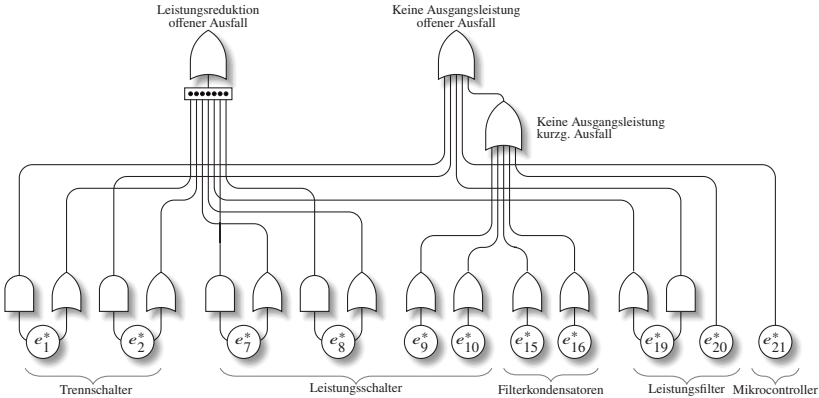 Leistungsreduktion
offener Ausfall
Keine Ausgangsleistung
offener Ausfall
Keine Ausgangsleistung
kurzg. Ausfall
e*1 e*2 e*7 e*8 e*9 e*10 e*15 e*16 e*19 e*20 e*21
Trennschalter Leistungsschalter Filterkondensatoren Leistungsfilter Mikrocontroller